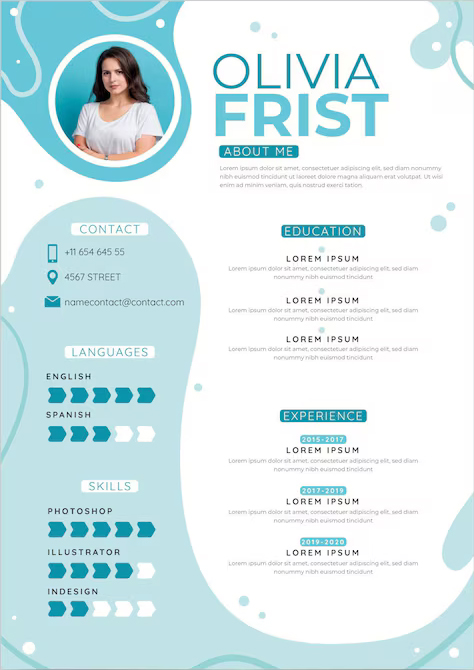 OLIVIA
FRIST
ABOUT ME
Lorem ipsum dolor sit amet, consectetuer adipiscing elit,
sed diam nonummy nibh euismod tincidunt ut laoreet dolore magna aliquam erat volutpat. Ut wisi
enim ad minim veniam, quis nostrud exerci tation.
CONTACT
+11 654 645 55
4567 STREET
namecontact@contact.com
LANGUAGES
ENGLISH
SPANISH
SKILLS
PHOTOSHOP
ILLUSTRATOR
INDESIGN
EDUCATION
LOREM IPSUM
Lorem ipsum dolor sit amet, consectetuer adipiscing elit, sed diam
nonummy nibh euismod tincidunt.
LOREM IPSUM
Lorem ipsum dolor sit amet, consectetuer adipiscing elit, sed diam
nonummy nibh euismod tincidunt.
LOREM IPSUM
Lorem ipsum dolor sit amet, consectetuer adipiscing elit, sed diam
nonummy nibh euismod tincidunt.
EXPERIENCE
2015-2017
LOREM IPSUM
Lorem ipsum dolor sit amet, consectetuer adipiscing elit, sed diam
nonummy nibh euismod tincidunt.
2017-2019
LOREM IPSUM
Lorem ipsum dolor sit amet, consectetuer adipiscing elit, sed diam
nonummy nibh euismod tincidunt.
2019-2020
LOREM IPSUM
Lorem ipsum dolor sit amet, consectetuer adipiscing elit, sed diam
nonummy nibh euismod tincidunt.